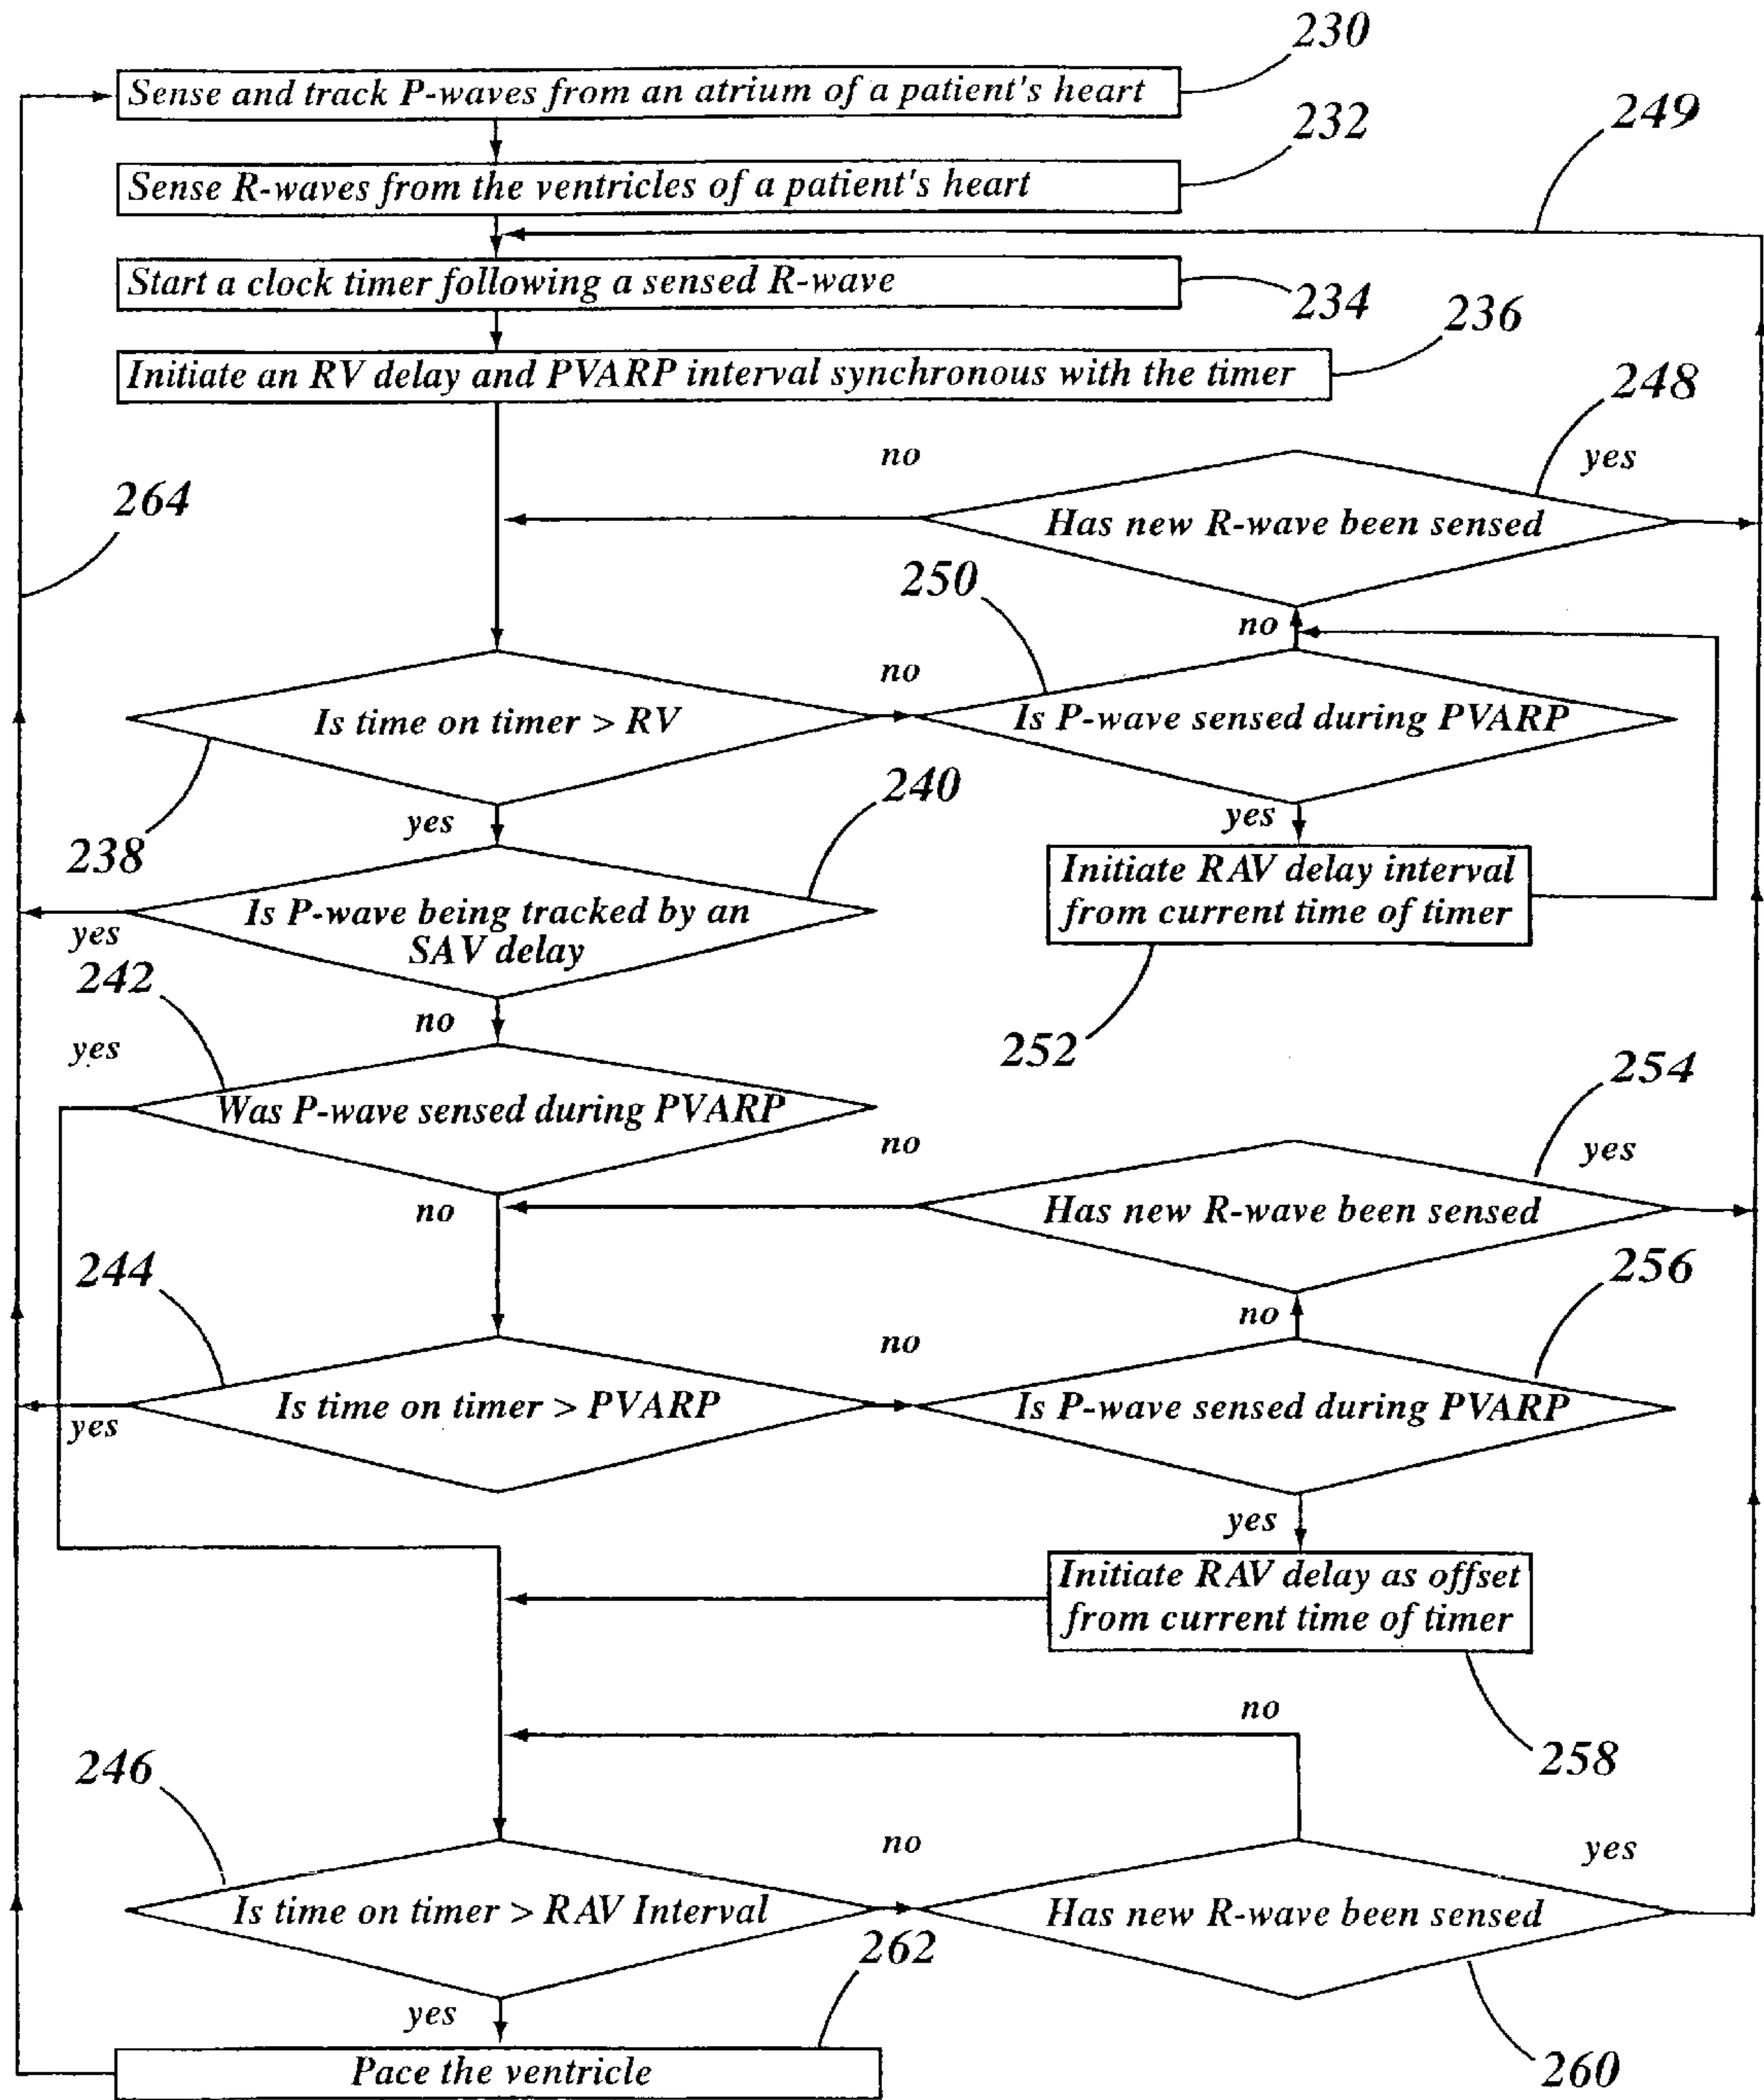 230
Sense and track P-waves from an atrium of a patient's heart
232
249
Sense R-waves from the ventricles of a patient's heart
Start a clock timer following a sensed R-wave
234
236
Initiate an RV delay and PVARP interval synchronous with the timer
248
no
yes
264
Has new R-wave been sensed
250
no
no
Is time on timer > RV
Is P-wave sensed during PVARP
240
yes
yes
238
Initiate RAV delay interval
from current time of timer
Is P-wave being tracked by an
SAV delay
yes
242
no
252
yes
254
Was P-wave sensed during PVARP
no
yes
no
Has new R-wave been sensed
244
256
no
no
Is time on timer > PVARP
Is P-wave sensed during PVARP
yes
yes
Initiate RAV delay as offset
from current time of timer
no
258
246
no
yes
Is time on timer > RAV Interval
Has new R-wave been sensed
262
yes
Pace the ventricle
260